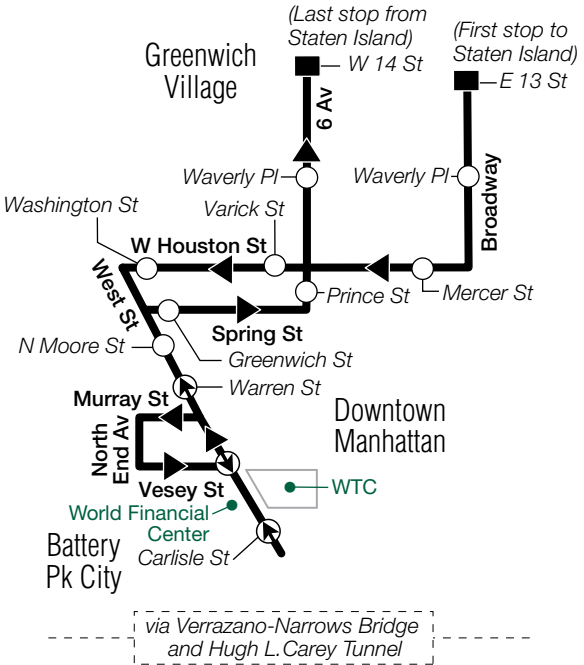 (Last stop from
Staten Island)
W 14 St
(First stop to
Staten Island)
E 13 St
Greenwich
Village
6 Av
Broadway
Waverly Pl
Waverly Pl
Washington St
Varick St
W Houston St
West St
Prince St
Mercer St
Spring St
N Moore St
Greenwich St
Warren St
Murray St
Downtown
Manhattan
North
End Av
Vesey St
WTC
World Financial
Center
Battery
Pk City
Carlisle St
via Verrazano-Narrows Bridge
and Hugh L.Carey Tunnel